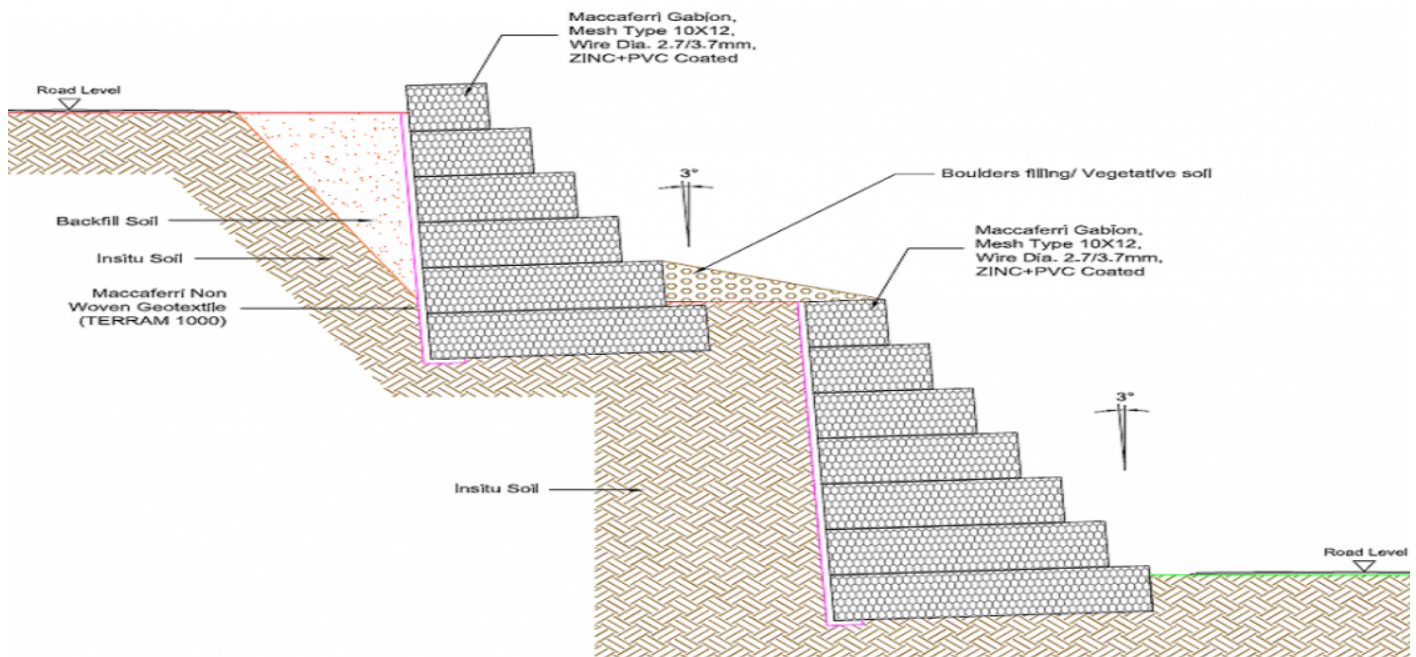 Maccaferri Gabion,
Mesh Type 10X12,
Wire Dia. 2.7/3.7mm,
ZINC+PVC Coated
Road Level
3°
Boulders filling/ Vegetative soil
Backfill Soil
Insitu Soil
Maccaferri Non
Woven Geotextile
(TERRAM 1000)
Maccaferri Gabion,
Mesh Type 10X12,
Wire Dia. 2.7/3.7mm,
ZINC+PVC Coated
3°
Insitu Soil
Road Level